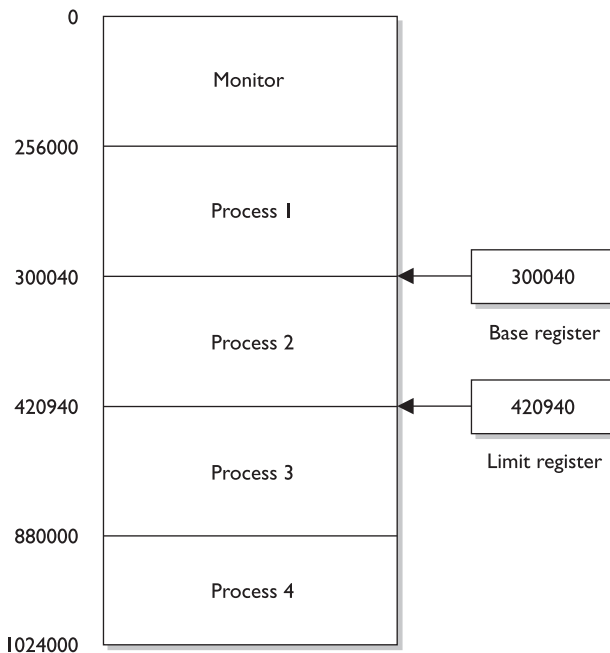 0
Monitor
256000
Process 1
300040
300040
Base register
Process 2
420940
420940
Limit register
Process 3
880000
Process 4
1024000